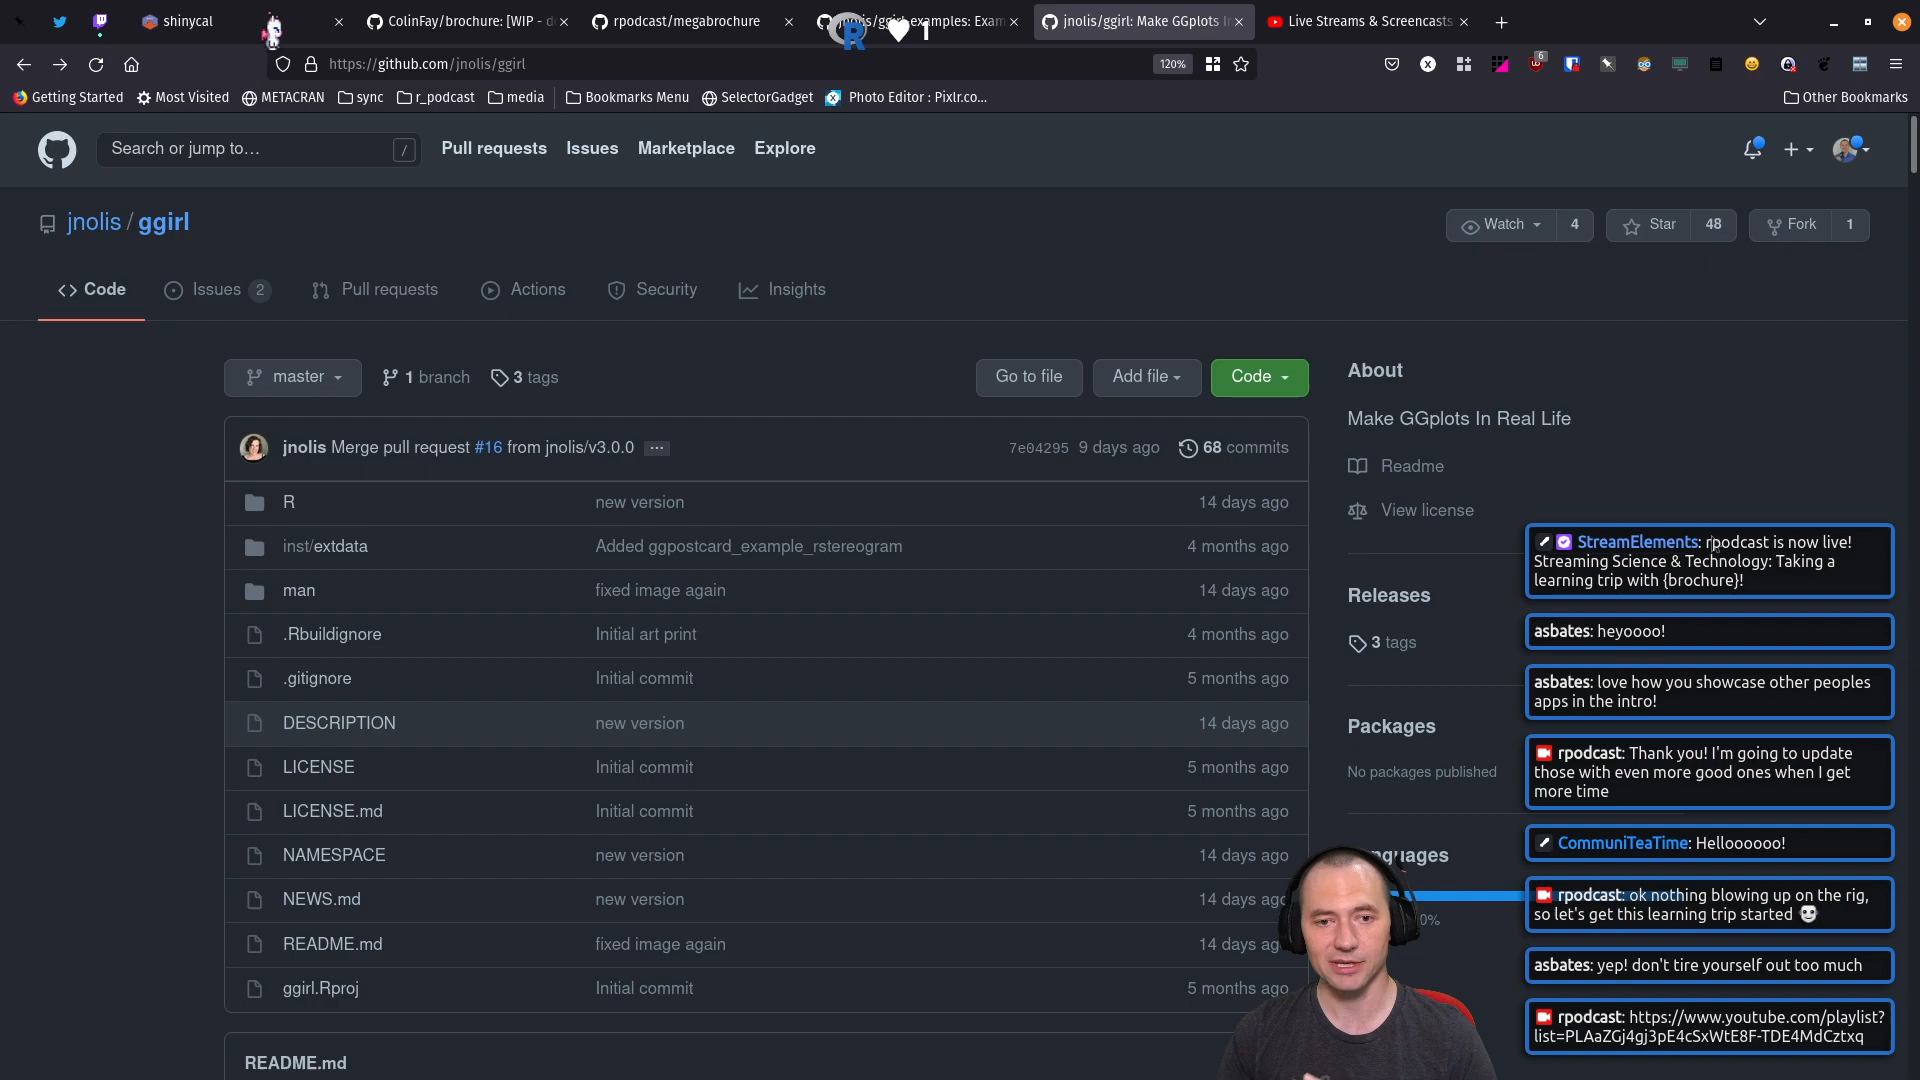 shinycal
ColinFay/brochure: [WIP - d
rpodcast/megabrochure
jnolis/ggirl-examples: Exam
jnolis/ggirl: Make GGplots I
Live Streams & Screencasts
1
https://github.com/jnolis/ggirl
120%
6
Getting Started
Most Visited
METACRAN
sync
r_podcast
media
Bookmarks Menu
SelectorGadget
Photo Editor : Pixlr.co...
Other Bookmarks
Search or jump to...
/
Pull requests
Issues
Marketplace
Explore
jnolis / ggirl
Watch 4
Star 48
Fork 1
Code
Issues 2
Pull requests
Actions
Security
Insights
master
1 branch
3 tags
Go to file
Add file
Code
jnolis Merge pull request #16 from jnolis/v3.0.0 ... 7e04295 9 days ago 68 commits
R new version 14 days ago
inst/extdata Added ggpostcard_example_rstereogram 4 months ago
man fixed image again 14 days ago
.Rbuildignore Initial art print 4 months ago
.gitignore Initial commit 5 months ago
DESCRIPTION new version 14 days ago
LICENSE Initial commit 5 months ago
LICENSE.md Initial commit 5 months ago
NAMESPACE new version 14 days ago
NEWS.md new version 14 days ago
README.md fixed image again 14 days ag
ggirl.Rproj Initial commit 5 months ago
README.md
About
Make GGplots In Real Life
Readme
View license
Releases
3 tags
Packages
No packages published
nguages
0%
StreamElements: rpodcast is now live!
Streaming Science & Technology: Taking a
learning trip with {brochure}!
asbates: heyoooo!
asbates: love how you showcase other peoples
apps in the intro!
rpodcast: Thank you! I'm going to update
those with even more good ones when I get
more time
CommuniTeaTime: Helloooooo!
rpodcast: ok nothing blowing up on the rig,
so let's get this learning trip started
asbates: yep! don't tire yourself out too much
rpodcast: https://www.youtube.com/playlist?
list=PLAaZGj4gj3pE4cSxWtE8F-TDE4MdCztxq